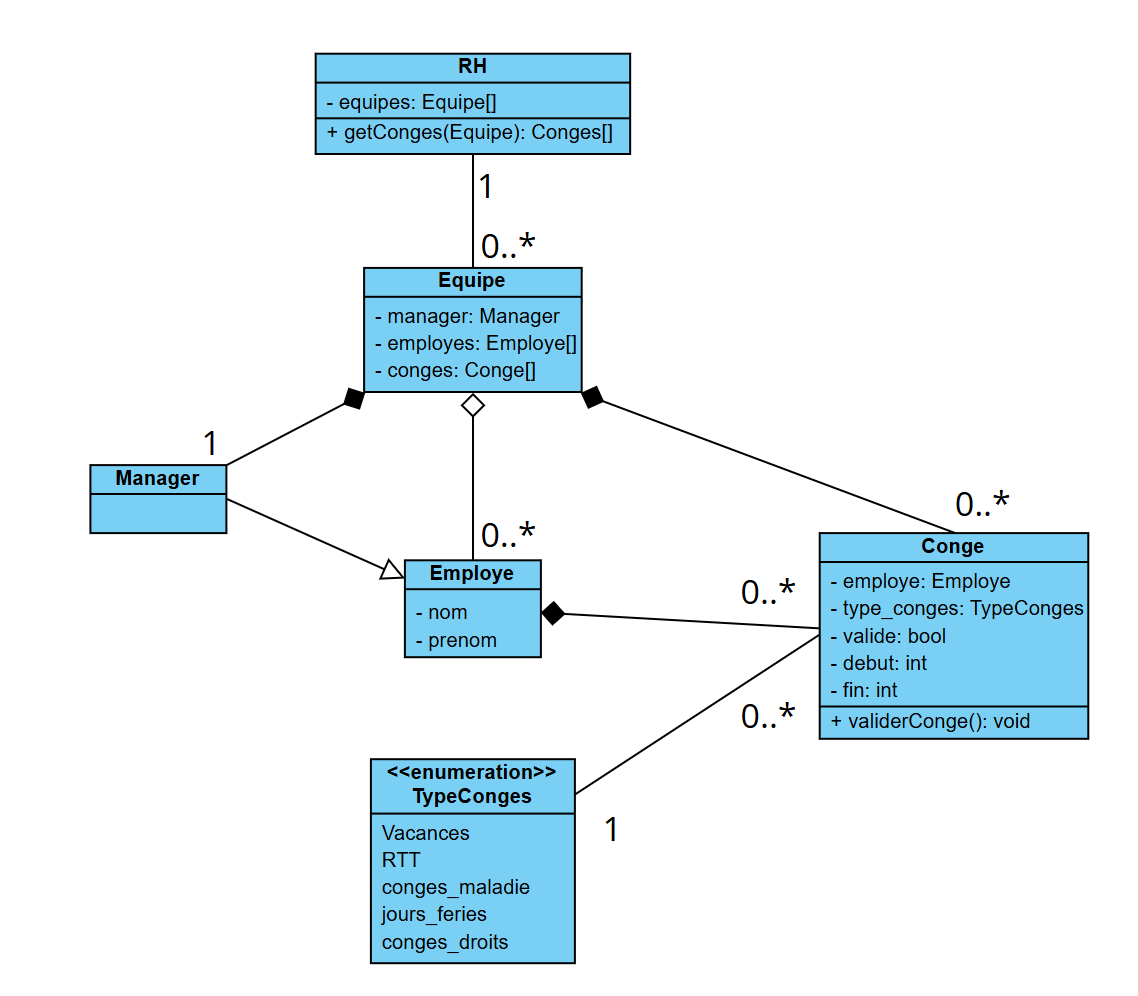 RH
- equipes: Equipe[]
+ getConges(Equipe): Conges[]
1
0..*
Equipe
- manager: Manager
- employes: Employe[]
- conges: Conge[]
1
Manager
0..*
0..*
Conge
- employe: Employe
- type_conges: TypeConges
- valide: bool
- debut: int
- fin: int
+ validerConge(): void
Employe
- nom
- prenom
0..*
0..*
<<enumeration>>
TypeConges
Vacances
RTT
conges_maladie
jours_feries
conges_droits
1